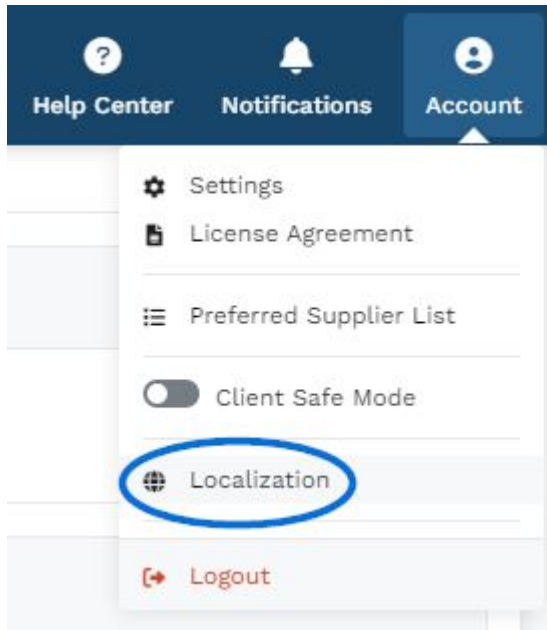 Help Center
Notifications
Account
Settings
License Agreement
Preferred Supplier List
Client Safe Mode
Localization
Logout